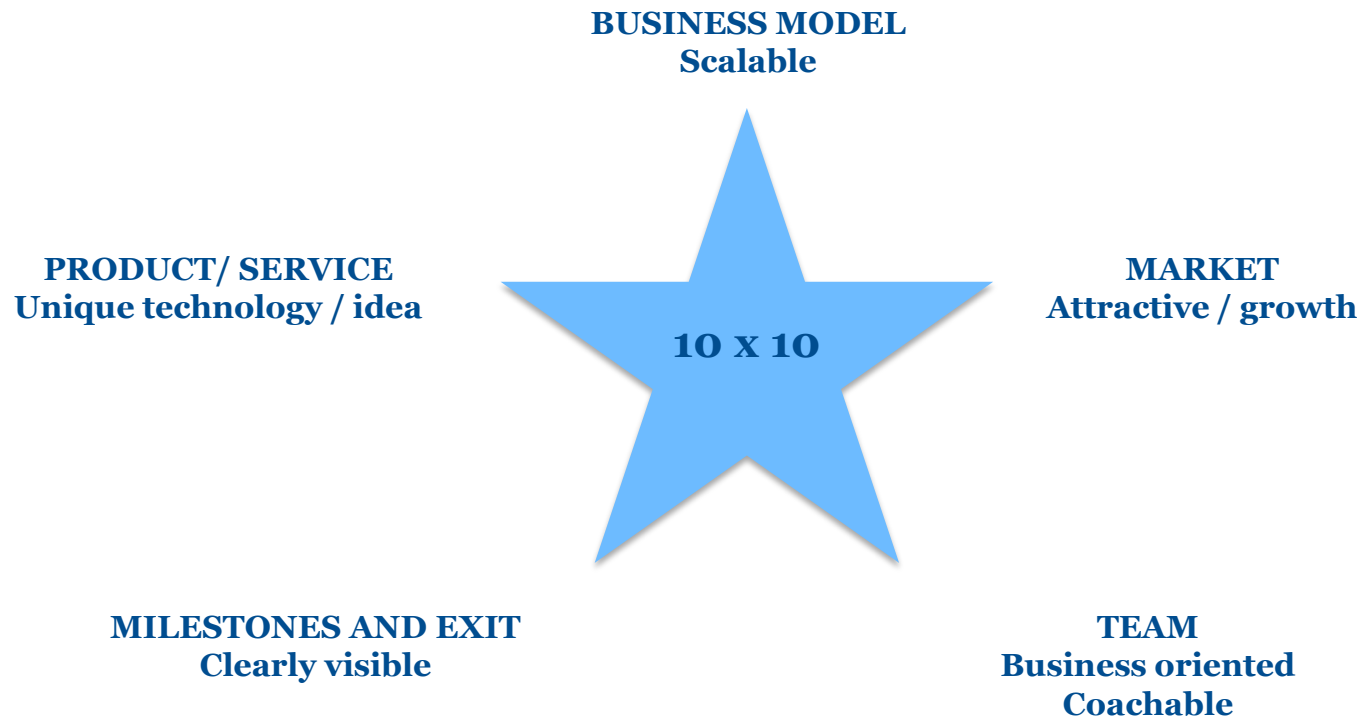 BUSINESS MODEL
Scalable
PRODUCT/ SERVICE
Unique technology / idea
MARKET
Attractive / growth
10 x 10
MILESTONES AND EXIT
Clearly visible
TEAM
Business oriented
Coachable